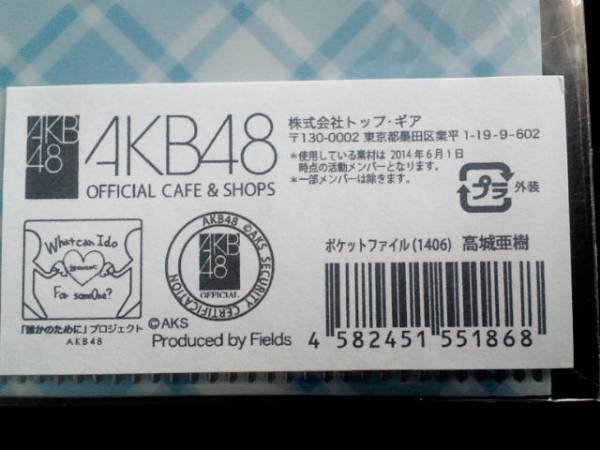 AKB
48
AKB48
OFFICIAL CAFE & SHOPS
株式会社トップ・ギア
〒130-0002 東京都墨田区業平 1-19-9-602
*使用している素材は 2014年6月1日
時点の活動メンバーとなります。
*一部メンバーは除きます。
プラ
外装
What can I do
For someone?
「誰かのために」プロジェクト
AKB48
AKB48 ©AKS SECURITY CERTIFICATION
AKB
48
OFFICIAL
©AKS
Produced by Fields
ポケットファイル(1406) 高城亜樹
4 582451 551868